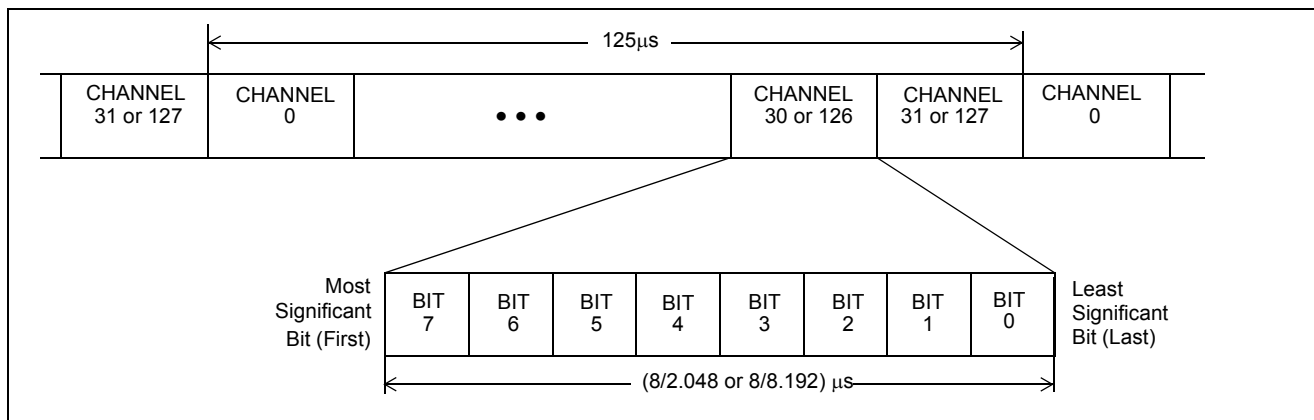 125μs
CHANNEL
31 or 127
CHANNEL
0
• • •
CHANNEL
30 or 126
CHANNEL
31 or 127
CHANNEL
0
Most
Significant
Bit (First)
BIT
7
BIT
6
BIT
5
BIT
4
BIT
3
BIT
2
BIT
1
BIT
0
Least
Significant
Bit (Last)
(8/2.048 or 8/8.192) μs